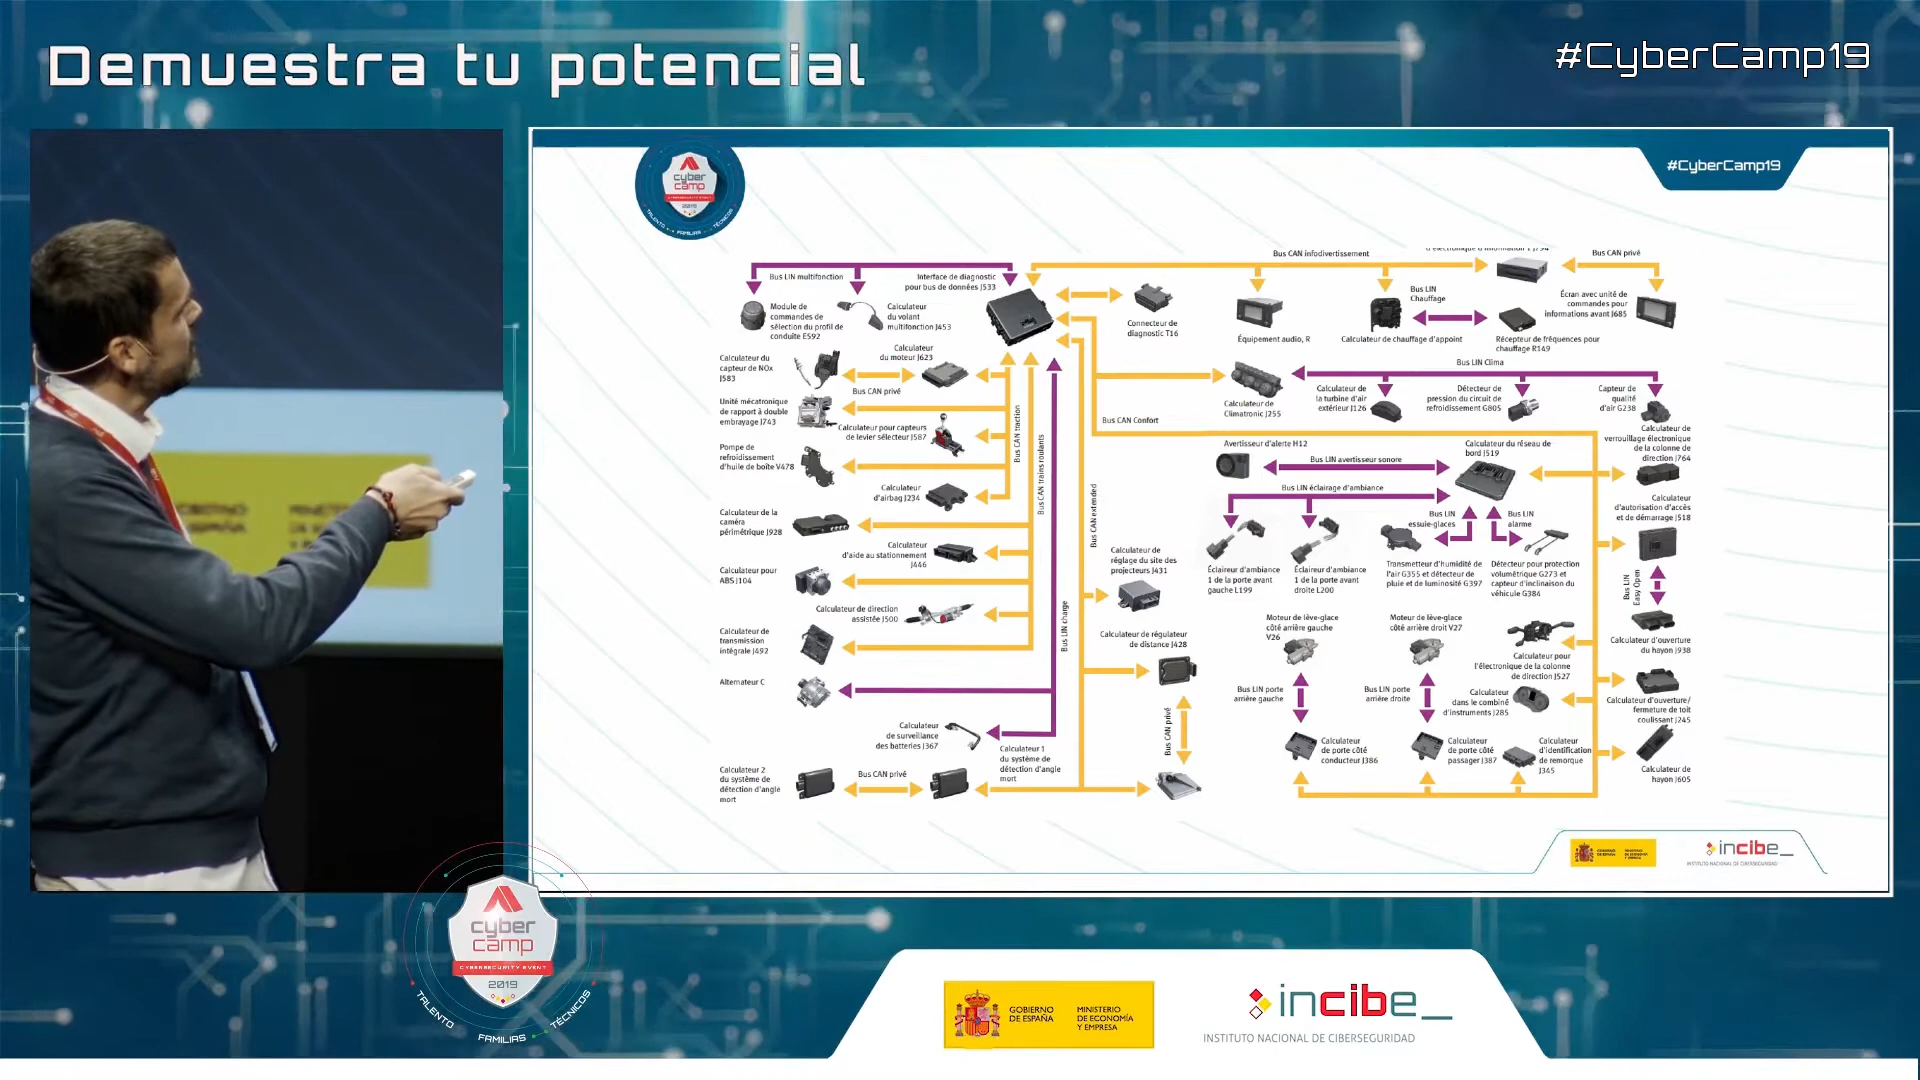 Demuestra tu potencial
#CyberCamp19
#CyberCamp19
cyber
camp
CYBERSECURITY EVENT
2019
TALENTO
FAMILIAS
TÉCNICOS
Bus LIN multifonction
Interface de diagnostic
pour bus de données J533
Bus CAN infodivertissement
Bus CAN privé
Module de
commandes de
sélection du profil de
conduite E592
Calculateur
du volant
multifonction J453
Connecteur de
diagnostic T16
Équipement audio, R
Bus LIN
Chauffage
Calculateur de chauffage d'appoint
Récepteur de fréquences pour
chauffage R149
Écran avec unité de
commandes pour
informations avant J685
Calculateur du
capteur de NOx
J583
Calculateur
du moteur J623
Bus CAN privé
Unité mécatronique
de rapport à double
embrayage J743
Calculateur pour capteurs
de levier sélecteur J587
Pompe de
refroidissement
d'huile de boîte V478
Calculateur
d'airbag J234
Calculateur de la
caméra
périmétrique J928
Calculateur
d'aide au stationnement
J446
Calculateur pour
ABS J104
Calculateur de direction
assistée J500
Calculateur de
transmission
intégrale J492
Alternateur C
Calculateur
de surveillance
des batteries J367
Calculateur 2
du système de
détection d'angle
mort
Bus CAN privé
Calculateur 1
du système de
détection d'angle
mort
Bus CAN traction
Bus CAN trains roulants
Bus LIN charge
Bus CAN extended
Bus CAN Confort
Calculateur de
réglage du site des
projecteurs J431
Calculateur de régulateur
de distance J428
Bus CAN privé
Bus LIN Clima
Calculateur de
Climatronic J255
Calculateur de
la turbine d'air
extérieur J126
Détecteur de
pression du circuit de
refroidissement G805
Capteur de
qualité
d'air G238
Avertisseur d'alerte H12
Bus LIN avertisseur sonore
Calculateur du réseau de
bord J519
Calculateur de
verrouillage électronique
de la colonne de
direction J764
Bus LIN éclairage d'ambiance
Bus LIN
essuie-glaces
Bus LIN
alarme
Calculateur
d'autorisation d'accès
et de démarrage J518
Éclaireur d'ambiance
1 de la porte avant
gauche L199
Éclaireur d'ambiance
1 de la porte avant
droite L200
Transmetteur d'humidité de
l'air G355 et détecteur de
pluie et de luminosité G397
Détecteur pour protection
volumétrique G273 et
capteur d'inclinaison du
véhicule G384
Bus LIN
Easy Open
Calculateur d'ouverture
du hayon J938
Moteur de lève-glace
côté arrière gauche
V26
Moteur de lève-glace
côté arrière droit V27
Calculateur pour
l'électronique de la colonne
de direction J527
Bus LIN porte
arrière gauche
Bus LIN porte
arrière droite
Calculateur
dans le combiné
d'instruments J285
Calculateur d'ouverture/
fermeture de toit
coulissant J245
Calculateur
de porte côté
conducteur J386
Calculateur
de porte côté
passager J387
Calculateur
d'identification
de remorque
J345
Calculateur de
hayon J605
GOBIERNO
DE ESPAÑA
MINISTERIO
DE ECONOMÍA
Y EMPRESA
incibe_
INSTITUTO NACIONAL DE CIBERSEGURIDAD
cyber
camp
CYBERSECURITY EVENT
2019
TALENTO
FAMILIAS
TÉCNICOS
GOBIERNO
DE ESPAÑA
MINISTERIO
DE ECONOMÍA
Y EMPRESA
incibe_
INSTITUTO NACIONAL DE CIBERSEGURIDAD